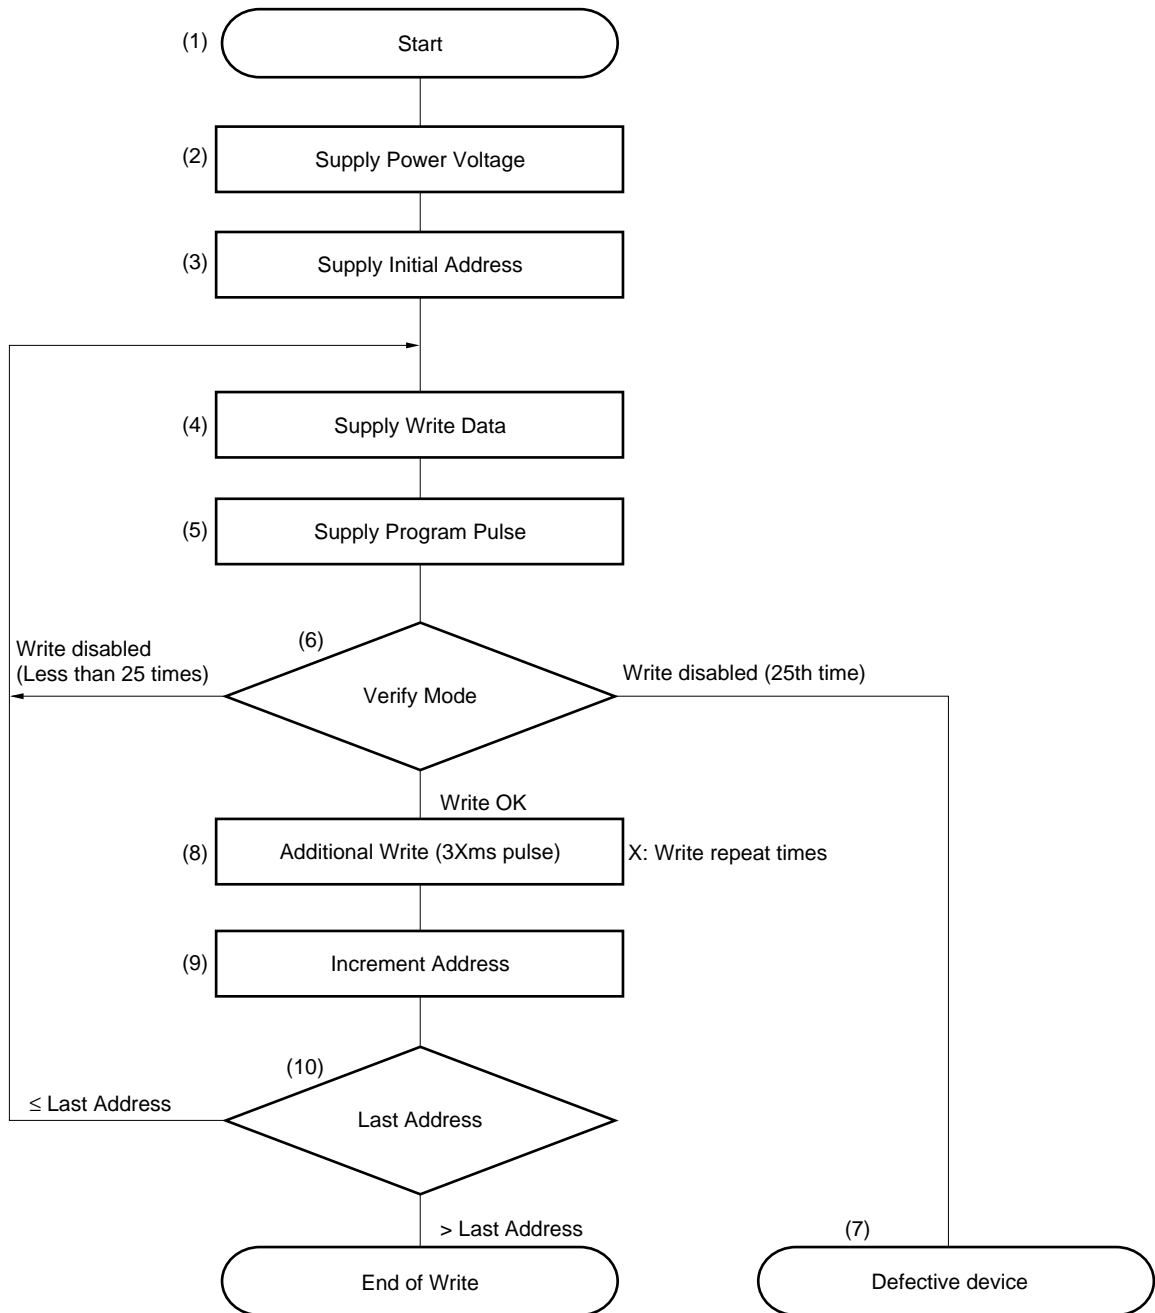 (1)
Start
(2)
Supply Power Voltage
(3)
Supply Initial Address
(4)
Supply Write Data
(5)
Supply Program Pulse
(6)
Write disabled
(Less than 25 times)
Verify Mode
Write disabled (25th time)
Write OK
(8)
Additional Write (3Xms pulse)
X: Write repeat times
(9)
Increment Address
(10)
≤ Last Address
Last Address
> Last Address
(7)
End of Write
Defective device